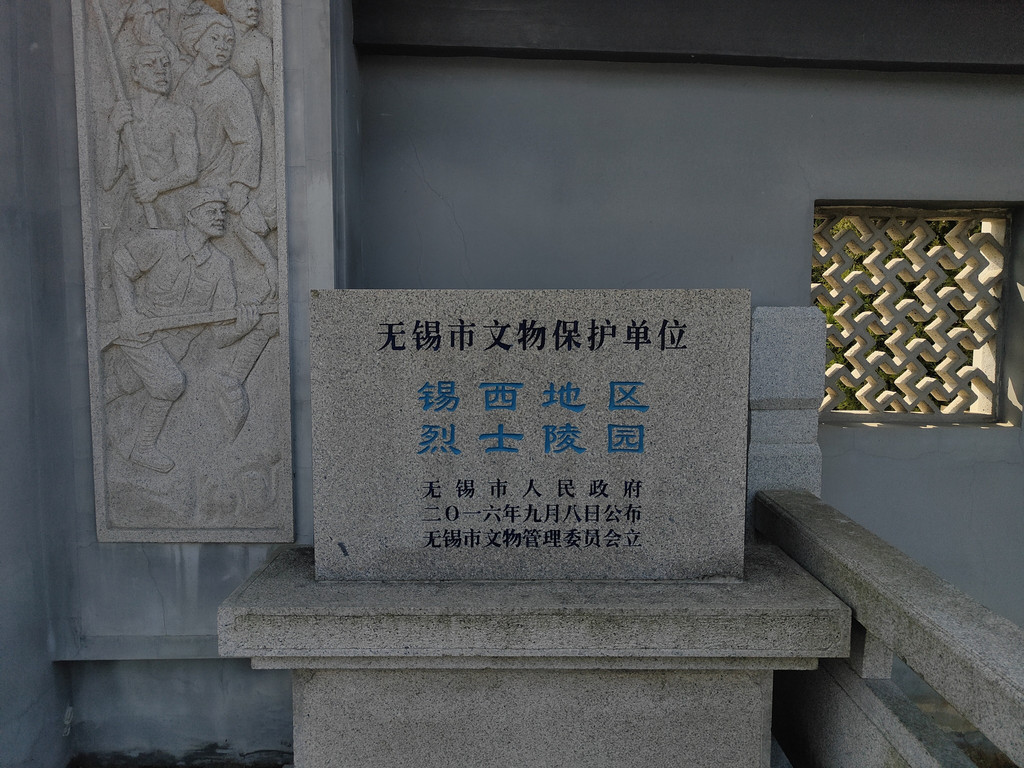 无锡市文物保护单位
锡西地区
烈士陵园
无锡市人民政府
二〇一六年九月八日公布
无锡市文物管理委员会立